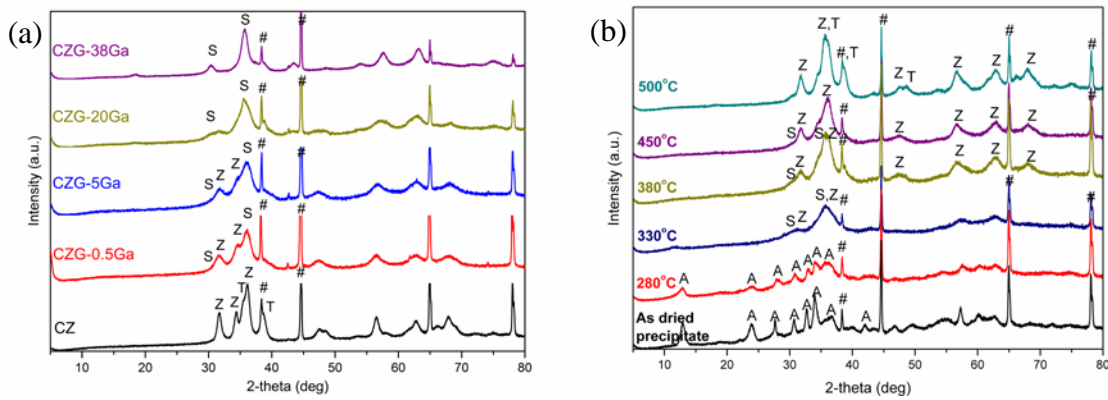 (a)
Intensity (a.u.)
CZG-38Ga
S
S
#
#
CZG-20Ga
S
S
#
#
CZG-5Ga
S
Z
Z
S
#
#
CZG-0.5Ga
S
Z
Z
S
#
#
CZ
Z
Z
T
Z
#
T
#
10 20 30 40 50 60 70 80
2-theta (deg)
(b)
Intensity (a.u.)
500°C
Z
Z,T
#,T
#
Z
T
Z
Z
#
Z
#
450°C
S
Z
S
Z
#
Z
Z
Z
Z
380°C
S
Z
S,Z
#
Z
Z
Z
#
Z
#
330°C
S
Z
S,Z
#
#
#
280°C
A
A
A
A
A
A
A
A
#
As dried
precipitate
A
A
A
A
A
A
A
#
A
10 20 30 40 50 60 70 80
2-theta (deg)